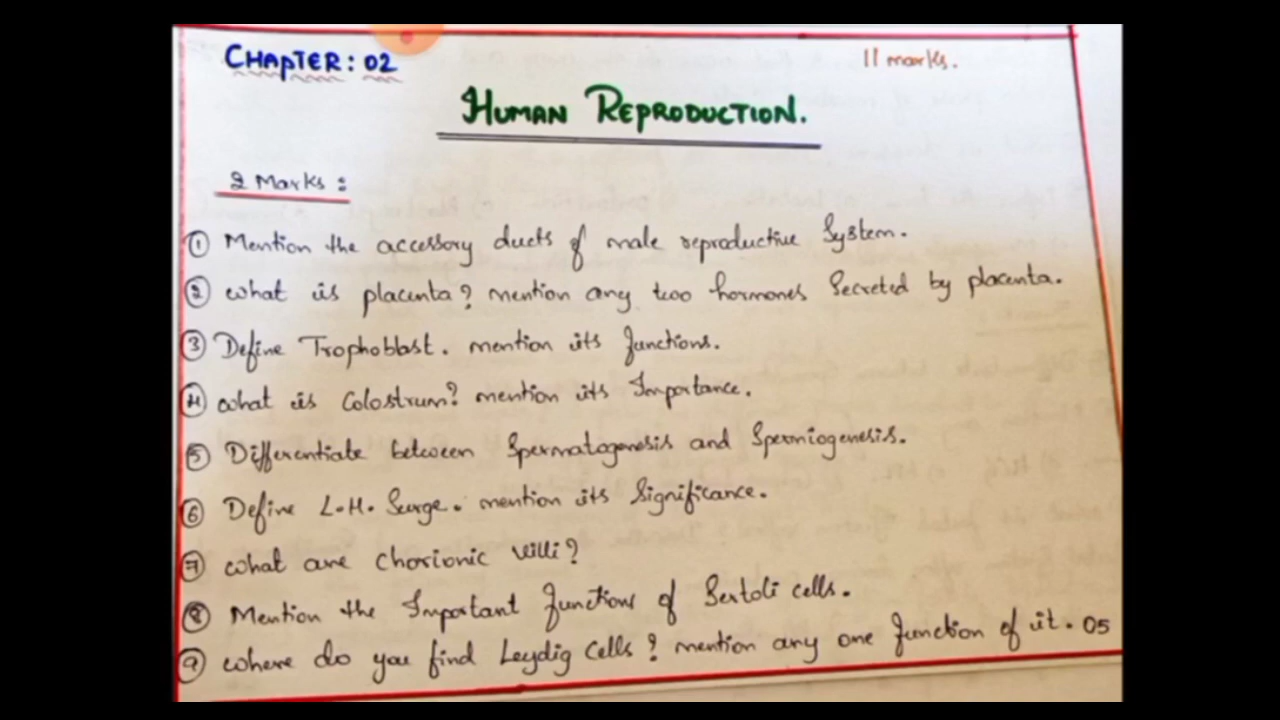 CHAPTER: 02
11 marks.
HUMAN REPRODUCTION.
2 Marks:
① Mention the accessory ducts of male reproductive System.
② what is placenta? mention any two hormones Secreted by placenta.
③ Define Trophoblast. mention its functions.
④ what is Colostrum? mention its Importance.
⑤ Differentiate between Spermatogenesis and Spermiogenesis.
⑥ Define L.H. Surge. mention its Significance.
⑦ what are Chorionic Villi?
⑧ Mention the Important functions of Sertoli cells.
⑨ where do you find Leydig Cells? mention any one function of it. 05